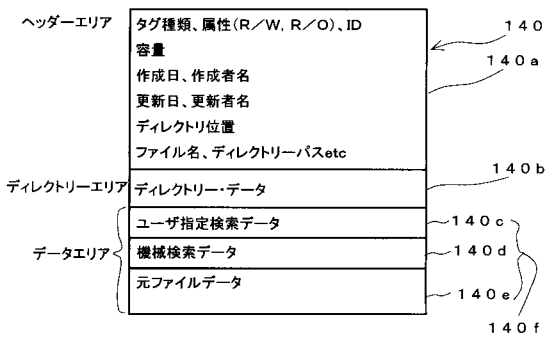 ヘッダーエリア
タグ種類、属性(R/W, R/O)、ID
容量
作成日、作成者名
更新日、更新者名
ディレクトリ位置
ファイル名、ディレクトリーパスetc
140
140a
ディレクトリーエリア
ディレクトリー・データ
140b
データエリア
ユーザ指定検索データ
140c
機械検索データ
140d
元ファイルデータ
140e
140f